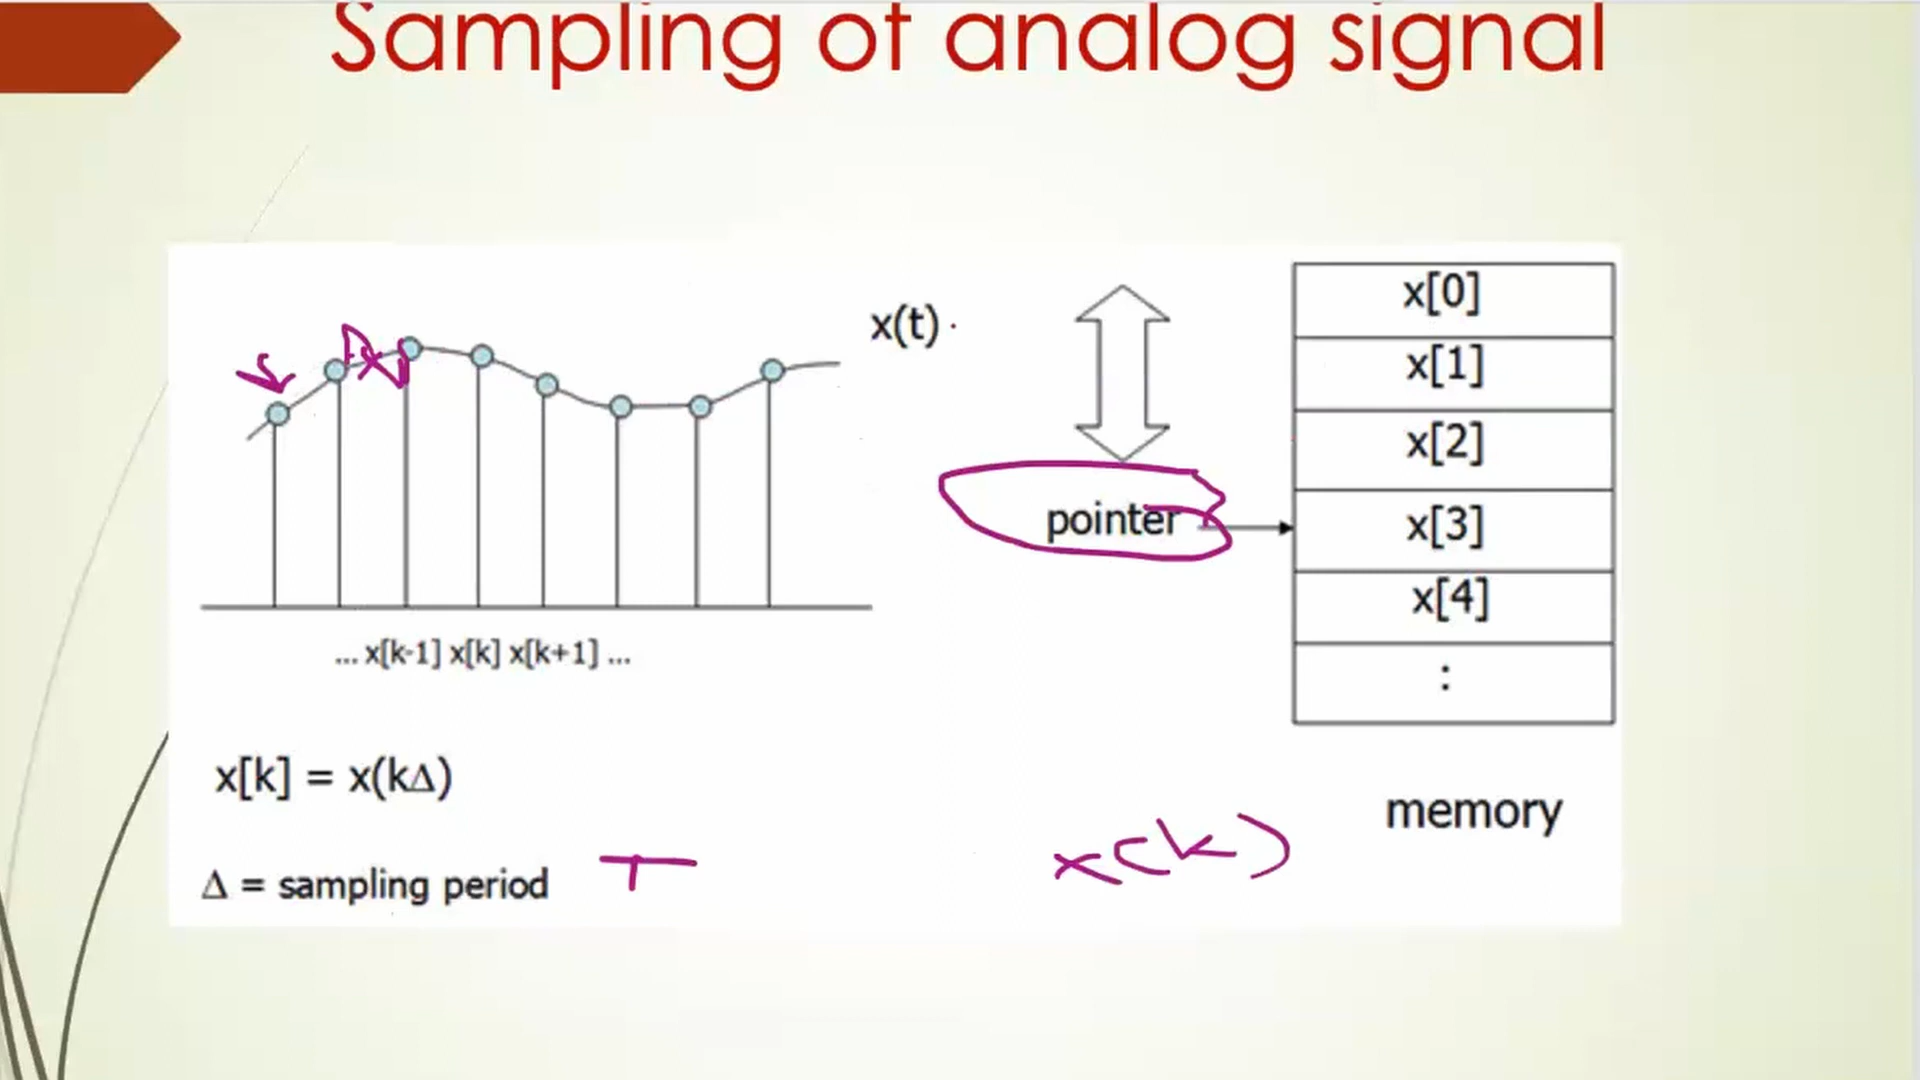 Sampling of analog signal
x(t)
... x[k-1] x[k] x[k+1] ...
x[k] = x(kΔ)
Δ = sampling period T
pointer
x[0]
x[1]
x[2]
x[3]
x[4]
:
memory
x(k)